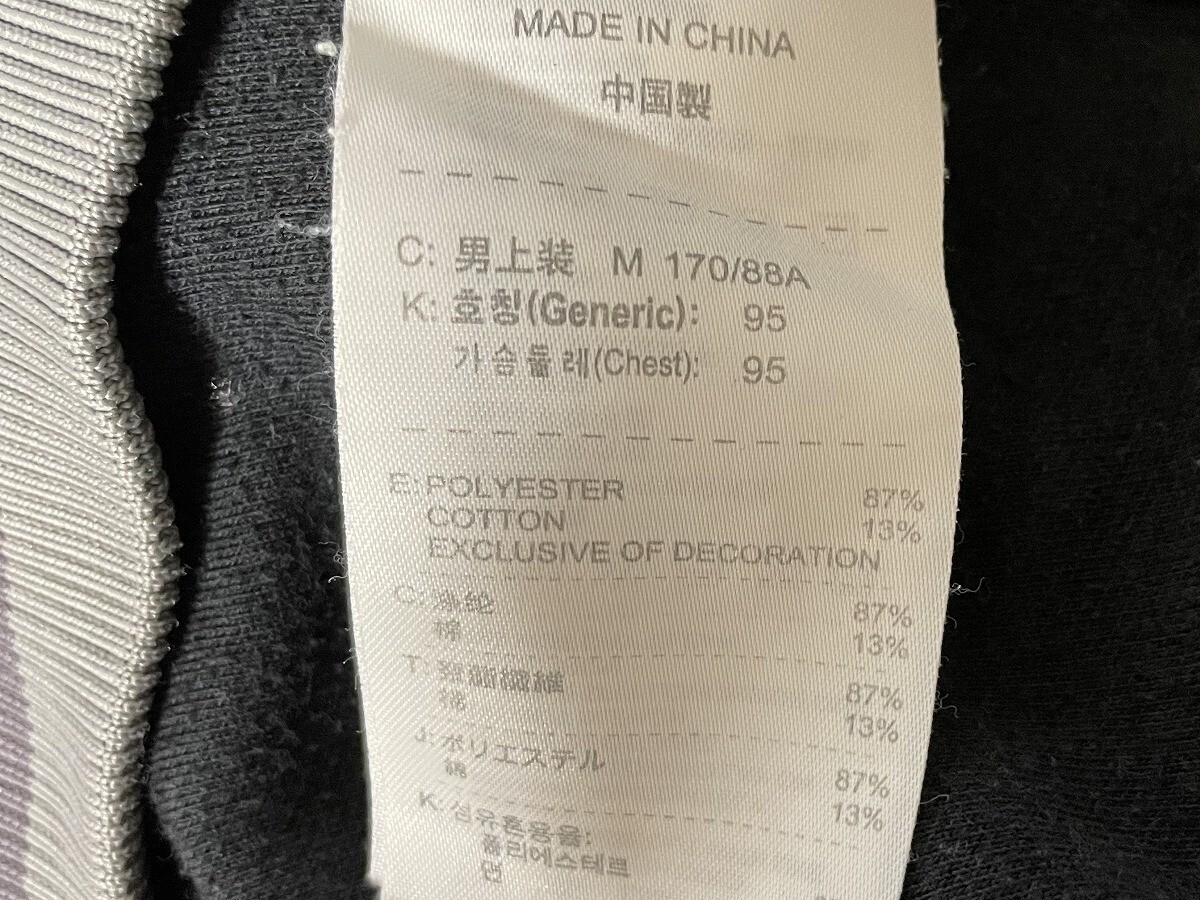 MADE IN CHINA
中国製
C: 男上装 M 170/88A
K: 호칭(Generic): 95
가슴둘레(Chest): 95
E: POLYESTER 87%
COTTON 13%
EXCLUSIVE OF DECORATION
C: 涤纶 87%
棉 13%
T: 聚酯纖維 87%
棉 13%
J: ポリエステル 87%
綿 13%
K: 섬유혼용율:
폴리에스테르
면